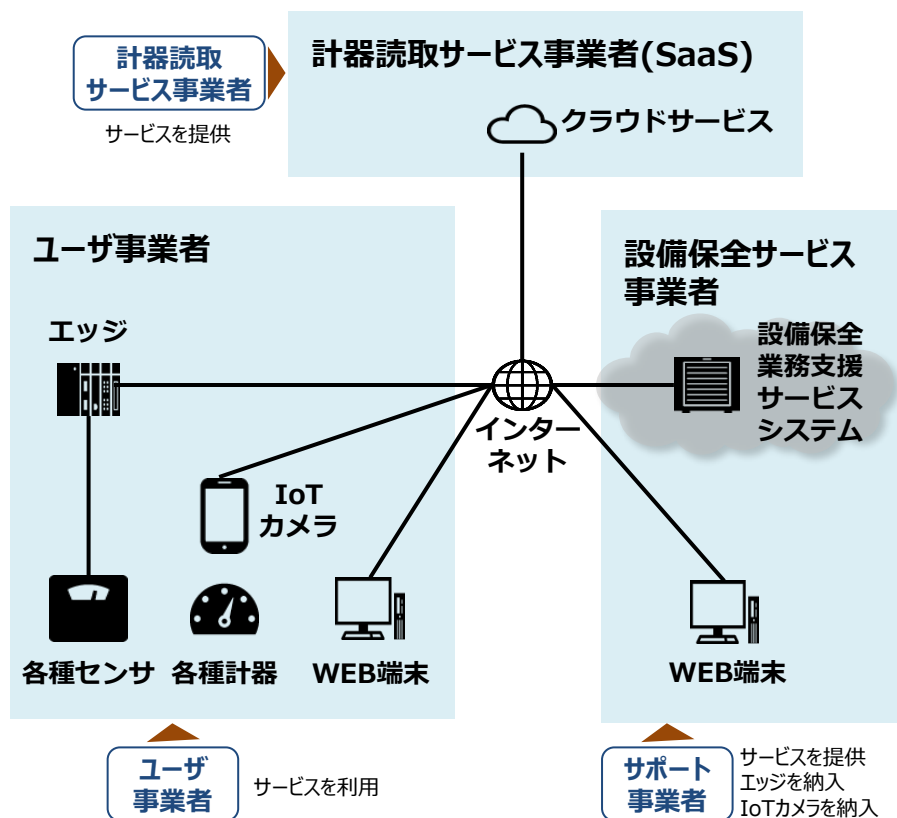 計器読取
サービス事業者
サービスを提供
計器読取サービス事業者(SaaS)
クラウドサービス
ユーザ事業者
エッジ
IoT
カメラ
各種センサ
各種計器
WEB端末
インター
ネット
設備保全サービス
事業者
設備保全
業務支援
サービス
システム
WEB端末
ユーザ
事業者
サービスを利用
サポート
事業者
サービスを提供
エッジを納入
IoTカメラを納入